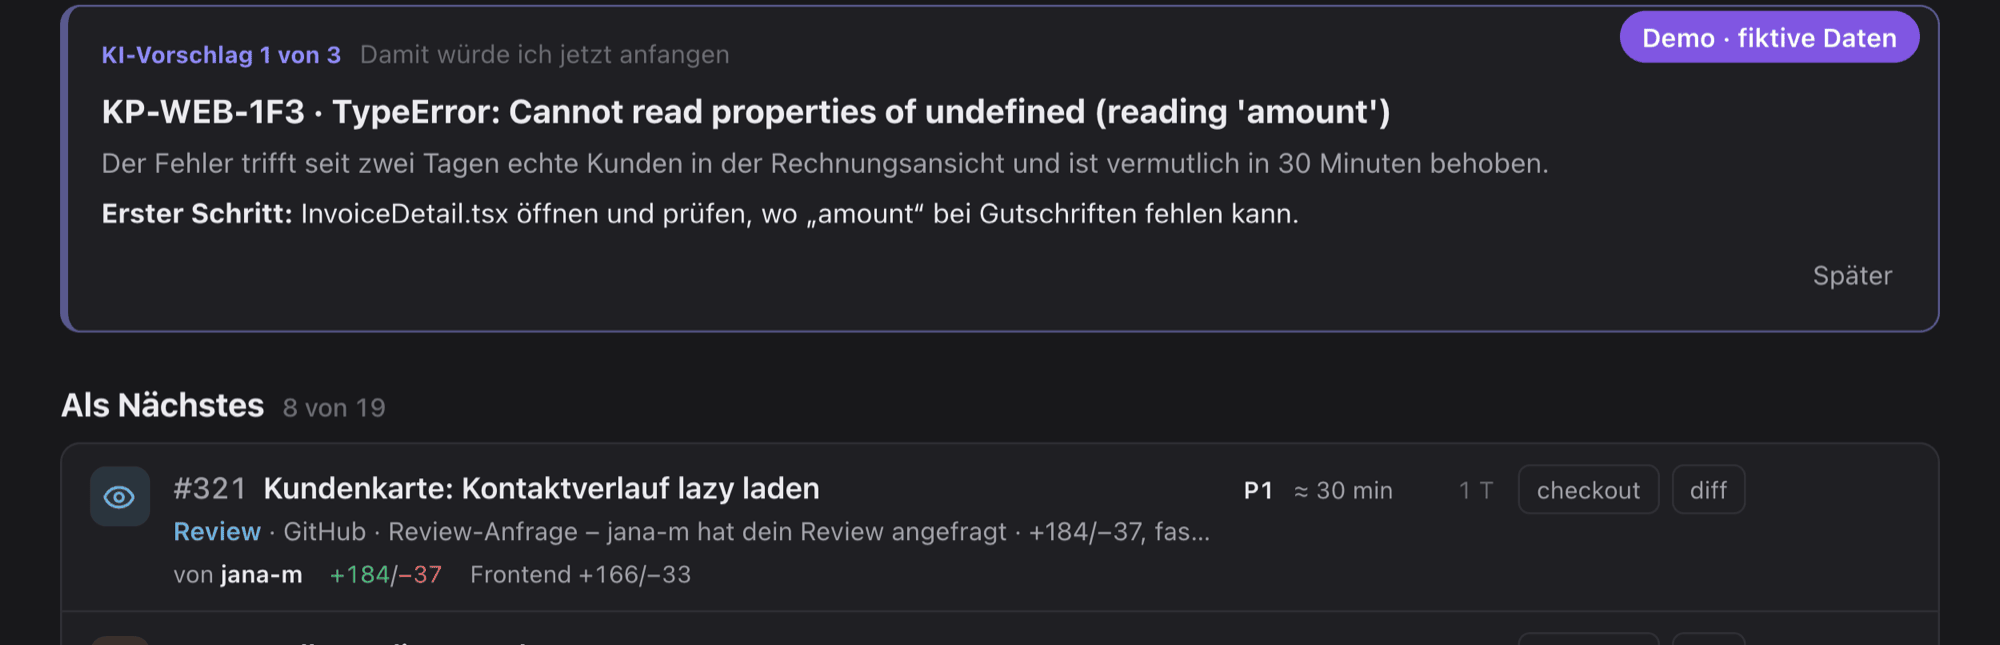 KI-Vorschlag 1 von 3 Damit würde ich jetzt anfangen
Demo · fiktive Daten
KP-WEB-1F3 · TypeError: Cannot read properties of undefined (reading 'amount')
Der Fehler trifft seit zwei Tagen echte Kunden in der Rechnungsansicht und ist vermutlich in 30 Minuten behoben.
Erster Schritt: InvoiceDetail.tsx öffnen und prüfen, wo „amount“ bei Gutschriften fehlen kann.
Später
Als Nächstes 8 von 19
#321 Kundenkarte: Kontaktverlauf lazy laden P1 ≈ 30 min 1 T checkout diff
Review · GitHub · Review-Anfrage – jana-m hat dein Review angefragt · +184/−37, fas...
von jana-m +184/−37 Frontend +166/−33